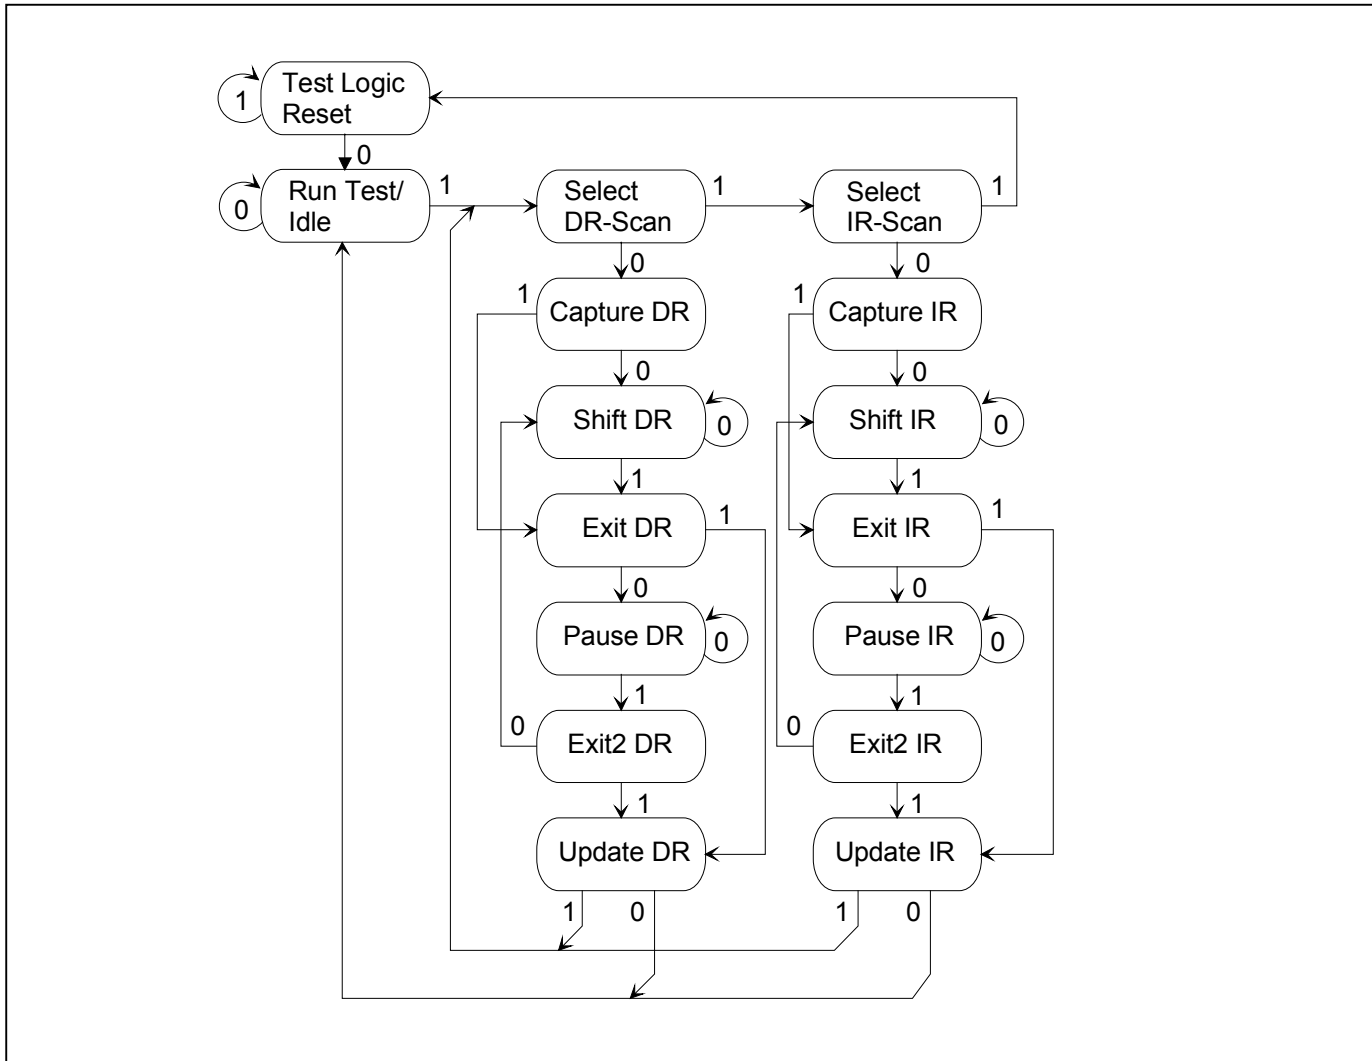 Test Logic
Reset
1
0
Run Test/
Idle
0
1
Select
DR-Scan
1
Select
IR-Scan
1
0
0
1
Capture DR
1
Capture IR
0
0
Shift DR
0
Shift IR
0
1
1
Exit DR
1
Exit IR
1
0
0
Pause DR
0
Pause IR
0
1
1
0
Exit2 DR
0
Exit2 IR
1
1
Update DR
Update IR
1
0
1
0